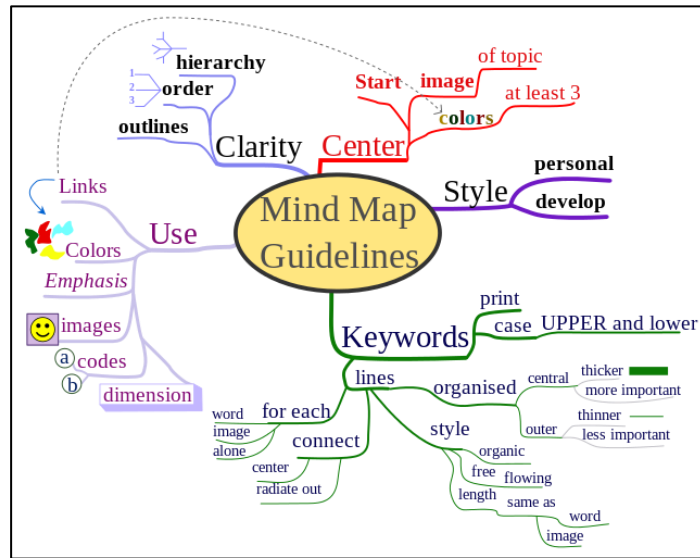 Mind Map
Guidelines
Clarity
hierarchy
order
1
2
3
outlines
Center
Start
image
of topic
colors
at least 3
Style
personal
develop
Use
Links
Colors
Emphasis
images
codes
a
b
dimension
Keywords
print
case
UPPER and lower
lines
organised
central
thicker
more important
outer
thinner
less important
style
organic
free
flowing
length
same as
word
image
for each
word
image
alone
connect
center
radiate out